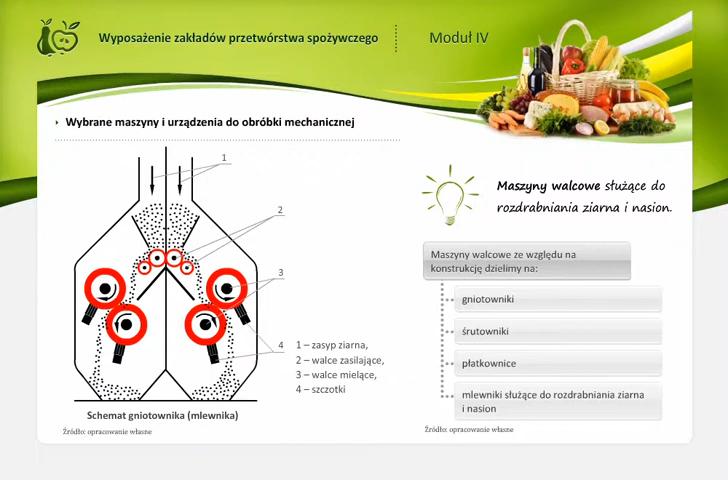 Wyposażenie zakładów przetwórstwa spożywczego
Moduł IV
Wybrane maszyny i urządzenia do obróbki mechanicznej
1
2
3
4
1 – zasyp ziarna,
2 – walce zasilające,
3 – walce mielące,
4 – szczotki
Schemat gniotownika (mlewnika)
Źródło: opracowanie własne
Maszyny walcowe służące do
rozdrabniania ziarna i nasion.
Maszyny walcowe ze względu na
konstrukcję dzielimy na:
gniotowniki
śrutowniki
płatkownice
mlewniki służące do rozdrabniania ziarna
i nasion
Źródło: opracowanie własne